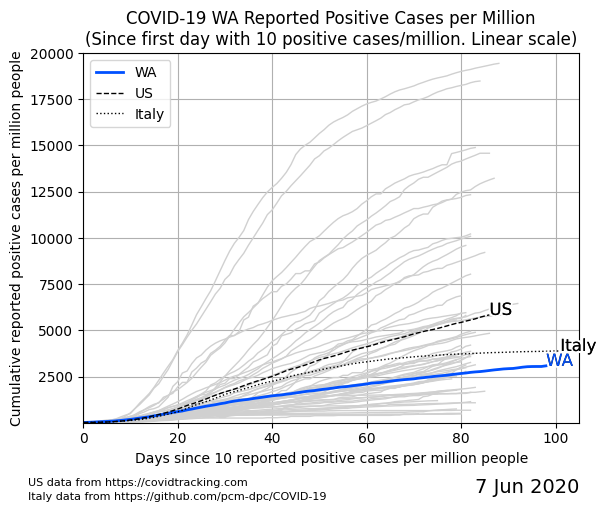 COVID-19 WA Reported Positive Cases per Million
(Since first day with 10 positive cases/million. Linear scale)
Cumulative reported positive cases per million people
20000
17500
15000
12500
10000
7500
5000
2500
WA
US
Italy
US
Italy
WA
0
20
40
60
80
100
Days since 10 reported positive cases per million people
US data from https://covidtracking.com
Italy data from https://github.com/pcm-dpc/COVID-19
7 Jun 2020